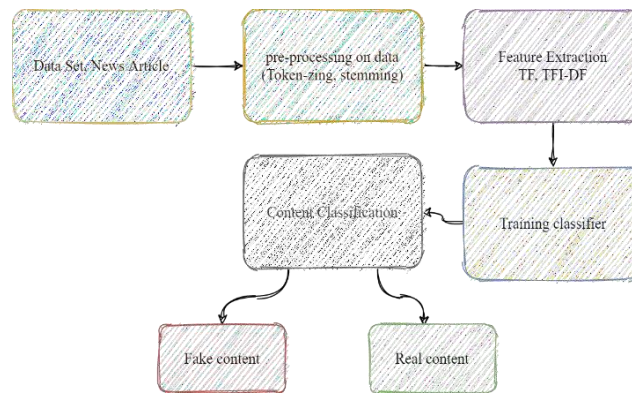 Data Set, News Article
pre-processing on data
(Token-zing, stemming)
Feature Extraction
TF, TFI-DF
Training classifier
Content Classification
Fake content
Real content